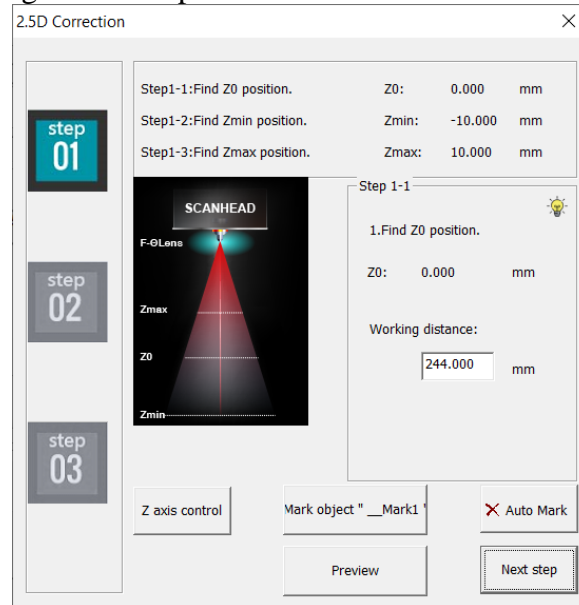 2.5D Correction
Step1-1:Find Z0 position. Z0: 0.000 mm
Step1-2:Find Zmin position. Zmin: -10.000 mm
Step1-3:Find Zmax position. Zmax: 10.000 mm
step
01
step
02
step
03
SCANHEAD
F-ΘLens
Zmax
Z0
Zmin
Step 1-1
1.Find Z0 position.
Z0: 0.000 mm
Working distance:
244.000 mm
Z axis control
Mark object " __Mark1 '
Auto Mark
Preview
Next step